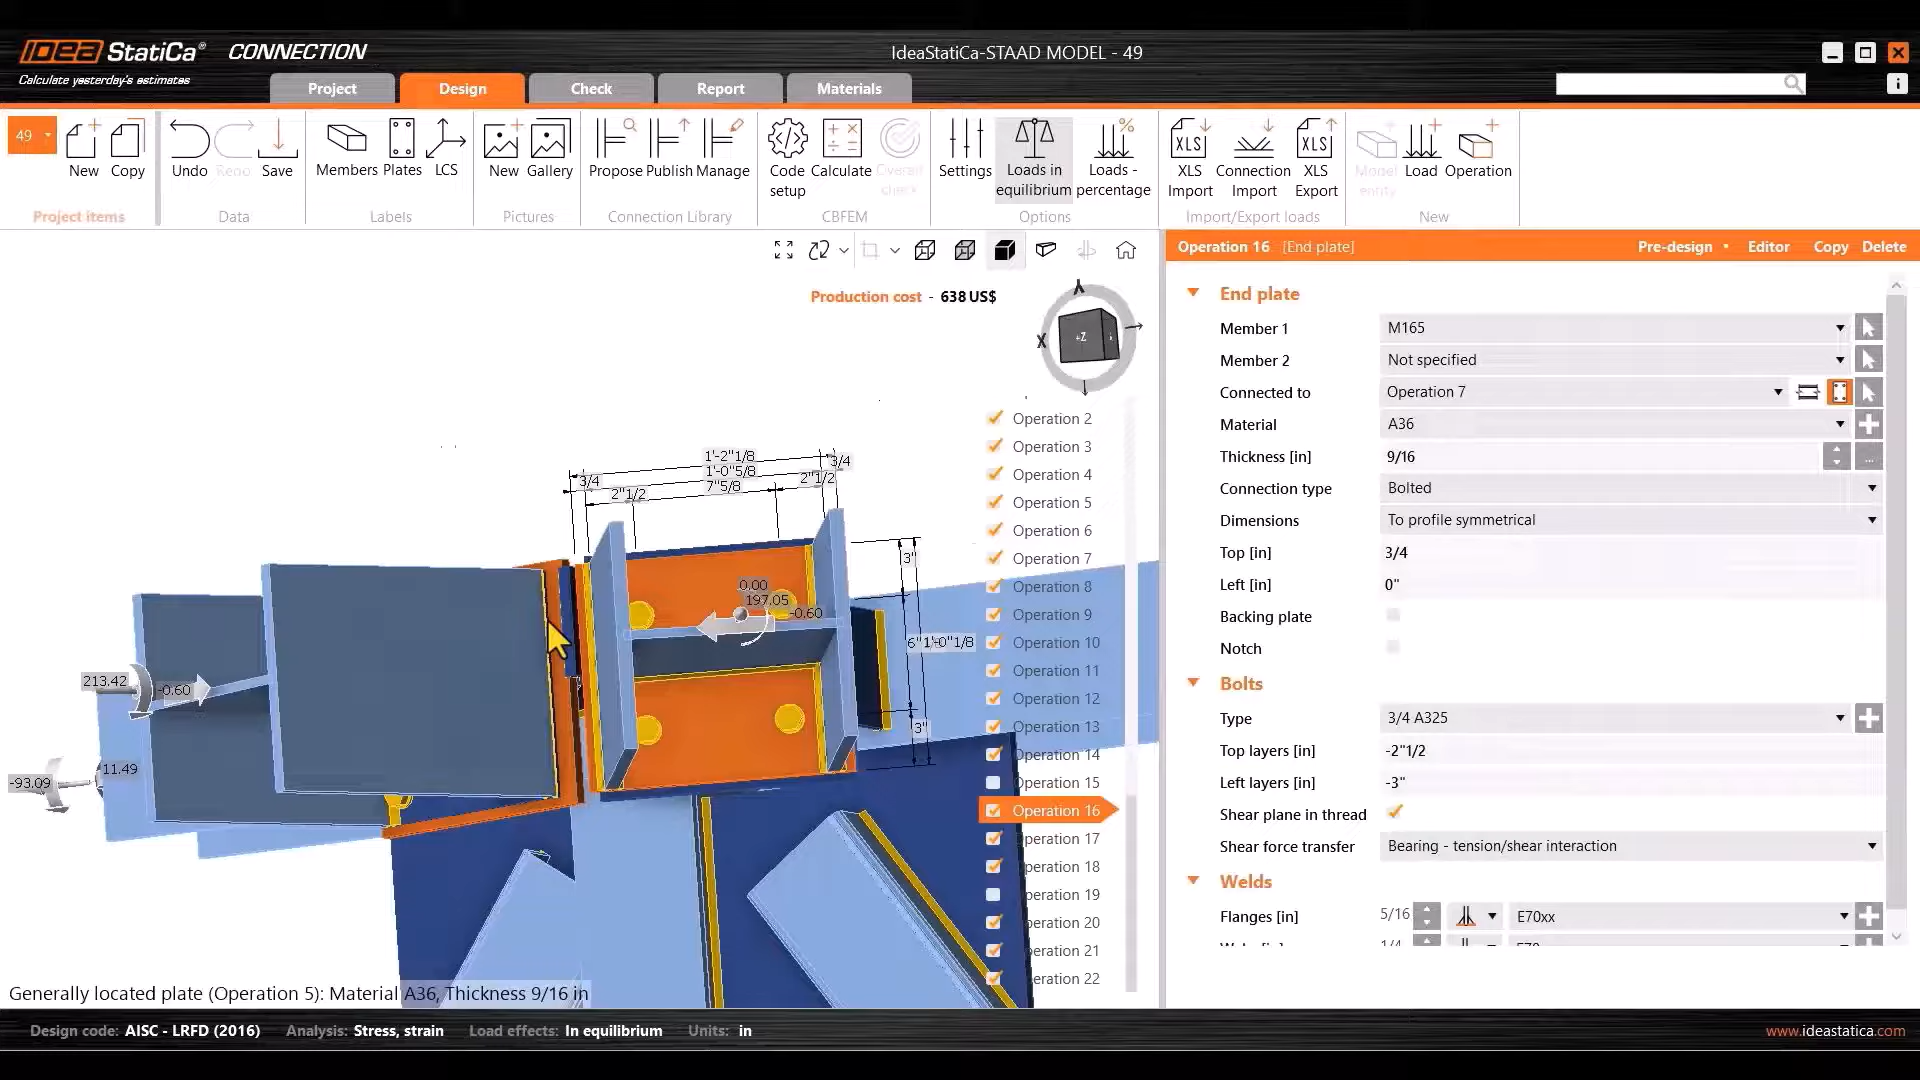 IDEA StatiCa® CONNECTION
Calculate yesterday's estimates
IdeaStatiCa-STAAD MODEL - 49
Project
Design
Check
Report
Materials
49
New
Copy
Undo
Redo
Save
Members
Plates
LCS
New
Gallery
Propose
Publish
Manage
Code setup
Calculate
Overall check
Settings
Loads in equilibrium
Loads - percentage
XLS Import
Connection Import
XLS Export
Model entity
Load
Operation
Project items
Data
Labels
Pictures
Connection Library
CBFEM
Options
Import/Export loads
New
Production cost - 638 US$
X
+Z
1'-2"1/8
1'-0"5/8
7"5/8
3/4
3/4
2"1/2
2"1/2
3"
6"
1'-0"1/8
3"
0.00
197.05
-0.60
213.42
-0.60
-93.09
11.49
Operation 2
Operation 3
Operation 4
Operation 5
Operation 6
Operation 7
Operation 8
Operation 9
Operation 10
Operation 11
Operation 12
Operation 13
Operation 14
Operation 15
Operation 16
Operation 17
Operation 18
Operation 19
Operation 20
Operation 21
Operation 22
Operation 16 [End plate]
Pre-design
Editor
Copy
Delete
End plate
Member 1 M165
Member 2 Not specified
Connected to Operation 7
Material A36
Thickness [in] 9/16
Connection type Bolted
Dimensions To profile symmetrical
Top [in] 3/4
Left [in] 0"
Backing plate
Notch
Bolts
Type 3/4 A325
Top layers [in] -2"1/2
Left layers [in] -3"
Shear plane in thread
Shear force transfer Bearing - tension/shear interaction
Welds
Flanges [in] 5/16 E70xx
Generally located plate (Operation 5): Material A36, Thickness 9/16 in
Design code: AISC - LRFD (2016) Analysis: Stress, strain Load effects: In equilibrium Units: in
www.ideastatica.com